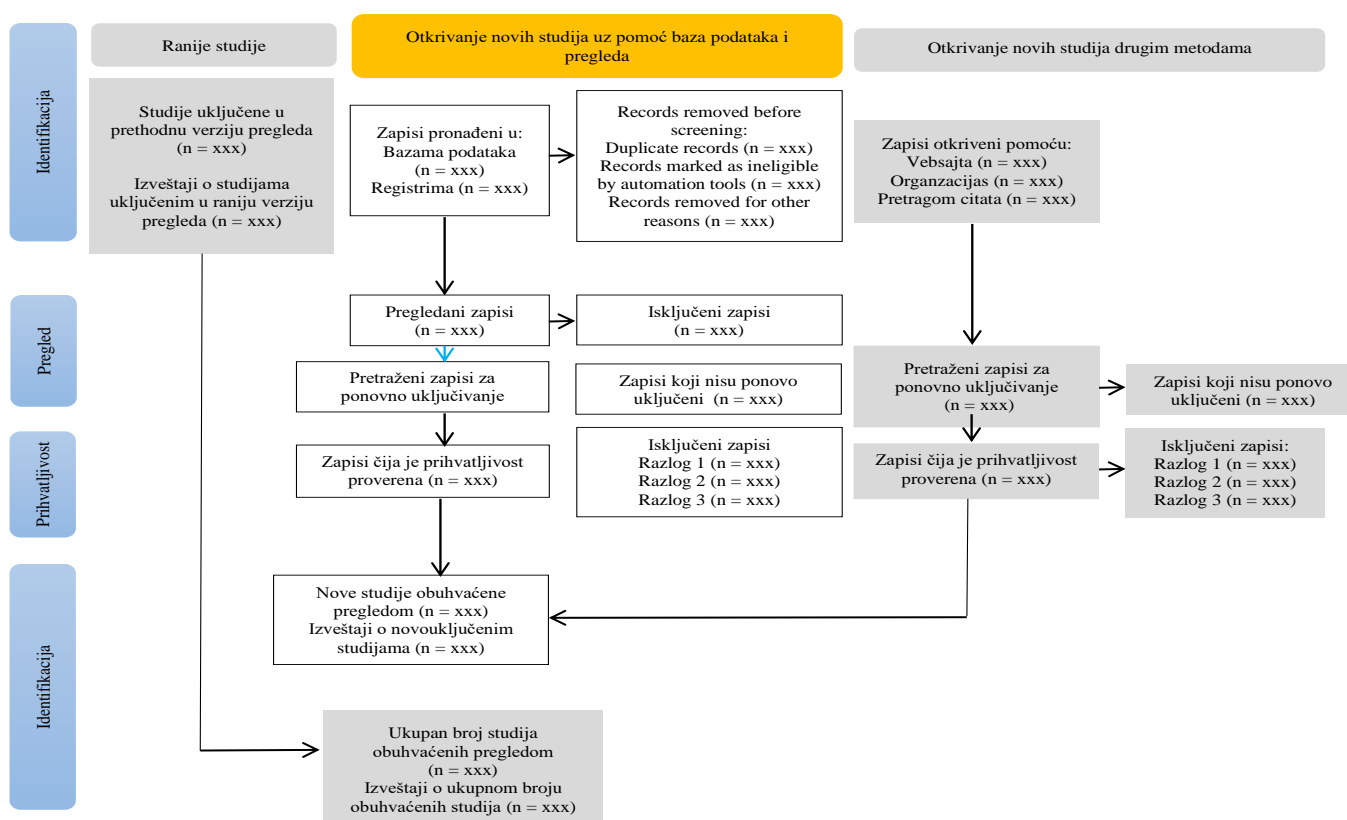 Identifikacija
Ranije studije
Otkrivanje novih studija uz pomoć baza podataka i
pregleda
Otkrivanje novih studija drugim metodama
Studije uključene u
prethodnu verziju pregleda
(n = xxx)
Izveštaji o studijama
uključenim u raniju verziju
pregleda (n = xxx)
Zapisi pronađeni u:
Bazama podataka
(n = xxx)
Registrima (n = xxx)
Records removed before
screening:
Duplicate records (n = xxx)
Records marked as ineligible
by automation tools (n = xxx)
Records removed for other
reasons (n = xxx)
Zapisi otkriveni pomoću:
Vebsajta (n = xxx)
Organzacijas (n = xxx)
Pretragom citata (n = xxx)
Pregled
Pregledani zapisi
(n = xxx)
Isključeni zapisi
(n = xxx)
Pretraženi zapisi za
ponovno uključivanje
Zapisi koji nisu ponovo
uključeni (n = xxx)
Pretraženi zapisi za
ponovno uključivanje
(n = xxx)
Zapisi koji nisu ponovo
uključeni (n = xxx)
Prihvatljivost
Zapisi čija je prihvatljivost
proverena (n = xxx)
Isključeni zapisi
Razlog 1 (n = xxx)
Razlog 2 (n = xxx)
Razlog 3 (n = xxx)
Zapisi čija je prihvatljivost
proverena (n = xxx)
Isključeni zapisi:
Razlog 1 (n = xxx)
Razlog 2 (n = xxx)
Razlog 3 (n = xxx)
Identifikacija
Nove studije obuhvaćene
pregledom (n = xxx)
Izveštaji o novouključenim
studijama (n = xxx)
Ukupan broj studija
obuhvaćenih pregledom
(n = xxx)
Izveštaji o ukupnom broju
obuhvaćenih studija (n = xxx)